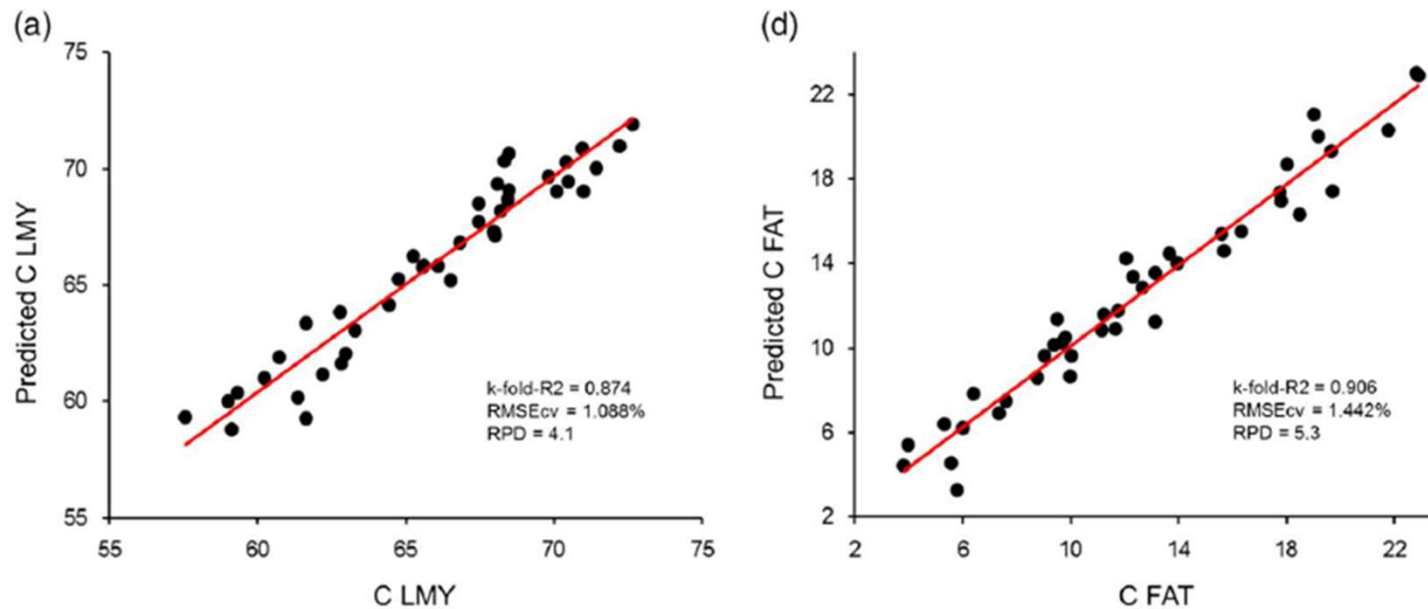 (a)
75
70
65
60
55
Predicted C LMY
k-fold-R2 = 0.874
RMSEcv = 1.088%
RPD = 4.1
55 60 65 70 75
C LMY
(d)
22
18
14
10
6
2
Predicted C FAT
k-fold-R2 = 0.906
RMSEcv = 1.442%
RPD = 5.3
2 6 10 14 18 22
C FAT